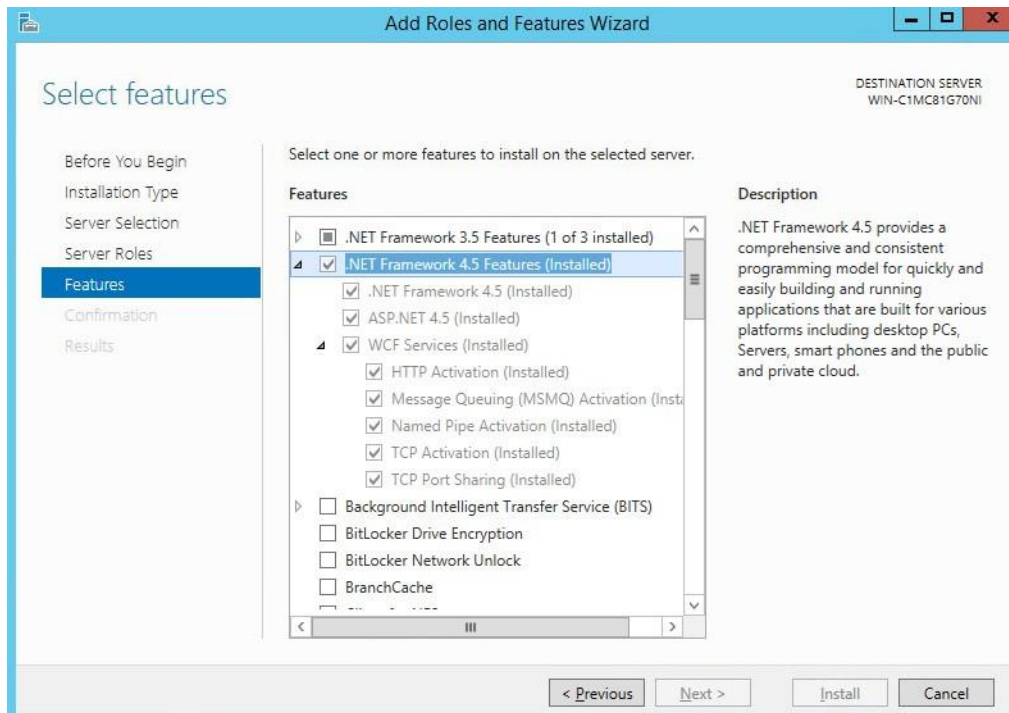 Add Roles and Features Wizard
Select features
DESTINATION SERVER
WIN-C1MC81G70NI
Before You Begin
Installation Type
Server Selection
Server Roles
Features
Confirmation
Results
Select one or more features to install on the selected server.
Features
.NET Framework 3.5 Features (1 of 3 installed)
.NET Framework 4.5 Features (Installed)
.NET Framework 4.5 (Installed)
ASP.NET 4.5 (Installed)
WCF Services (Installed)
HTTP Activation (Installed)
Message Queuing (MSMQ) Activation (Insta
Named Pipe Activation (Installed)
TCP Activation (Installed)
TCP Port Sharing (Installed)
Background Intelligent Transfer Service (BITS)
BitLocker Drive Encryption
BitLocker Network Unlock
BranchCache
Description
.NET Framework 4.5 provides a
comprehensive and consistent
programming model for quickly and
easily building and running
applications that are built for various
platforms including desktop PCs,
Servers, smart phones and the public
and private cloud.
< Previous
Next >
Install
Cancel